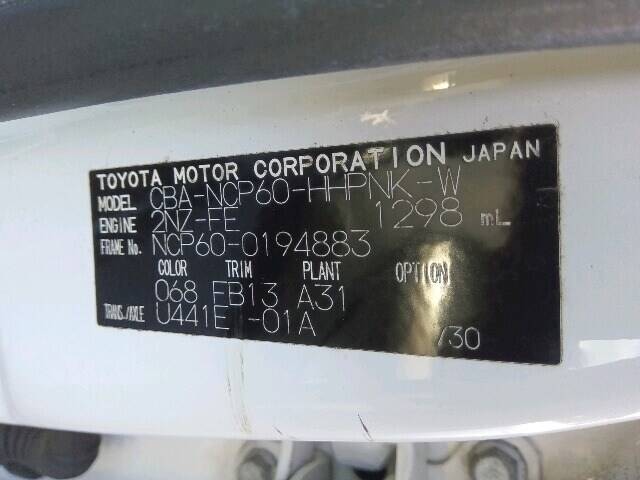 TOYOTA MOTOR CORPORATION JAPAN
MODEL CBA-NCP60-HHPNK-W
ENGINE 2NZ-FE 1298 mL
FRAME No. NCP60-0194883
COLOR TRIM PLANT OPTION
068 FB13 A31
TRANS./AXLE U441E -01A /30